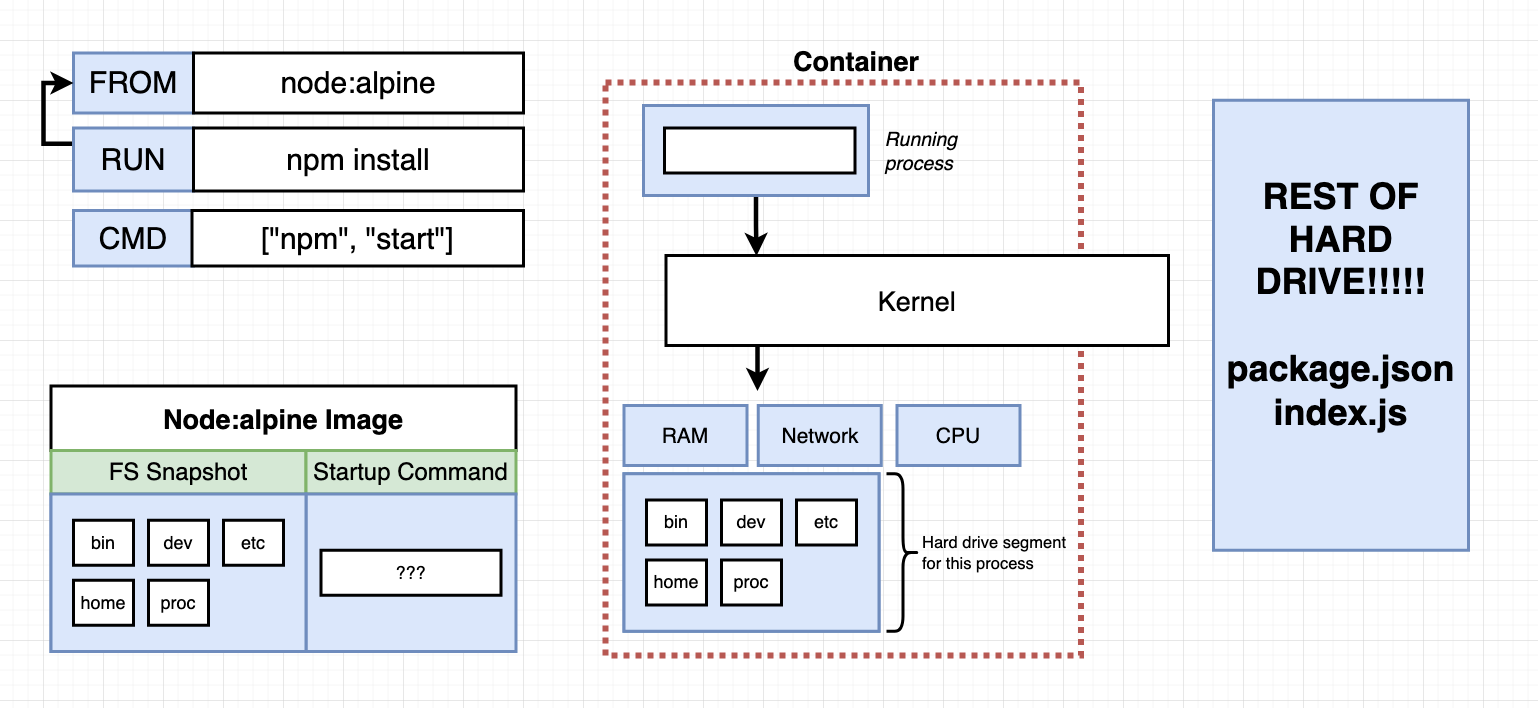 FROM node:alpine
RUN npm install
CMD ["npm", "start"]
Node:alpine Image
FS Snapshot Startup Command
bin dev etc
home proc
???
Container
Running
process
Kernel
RAM Network CPU
bin dev etc
home proc
Hard drive segment
for this process
REST OF
HARD
DRIVE!!!!!
package.json
index.js